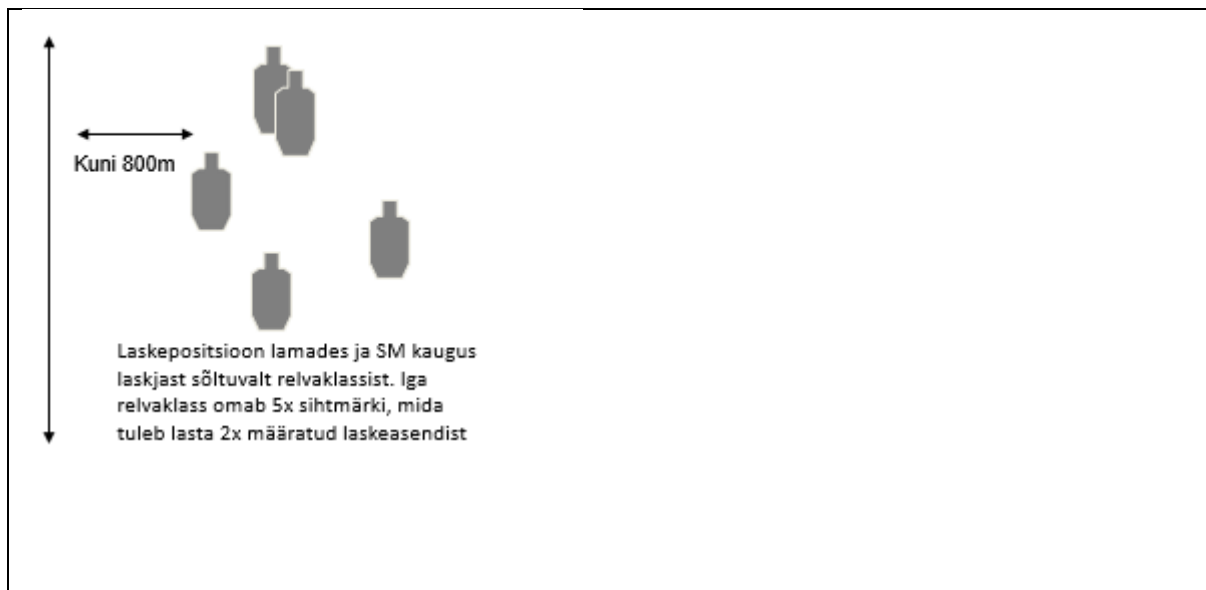 Kuni 800m
Laskepositsioon lamades ja SM kaugus
laskjast sõltuvalt relvaklassist. Iga
relvaklass omab 5x sihtmärki, mida
tuleb lasta 2x määratud laskeasendist